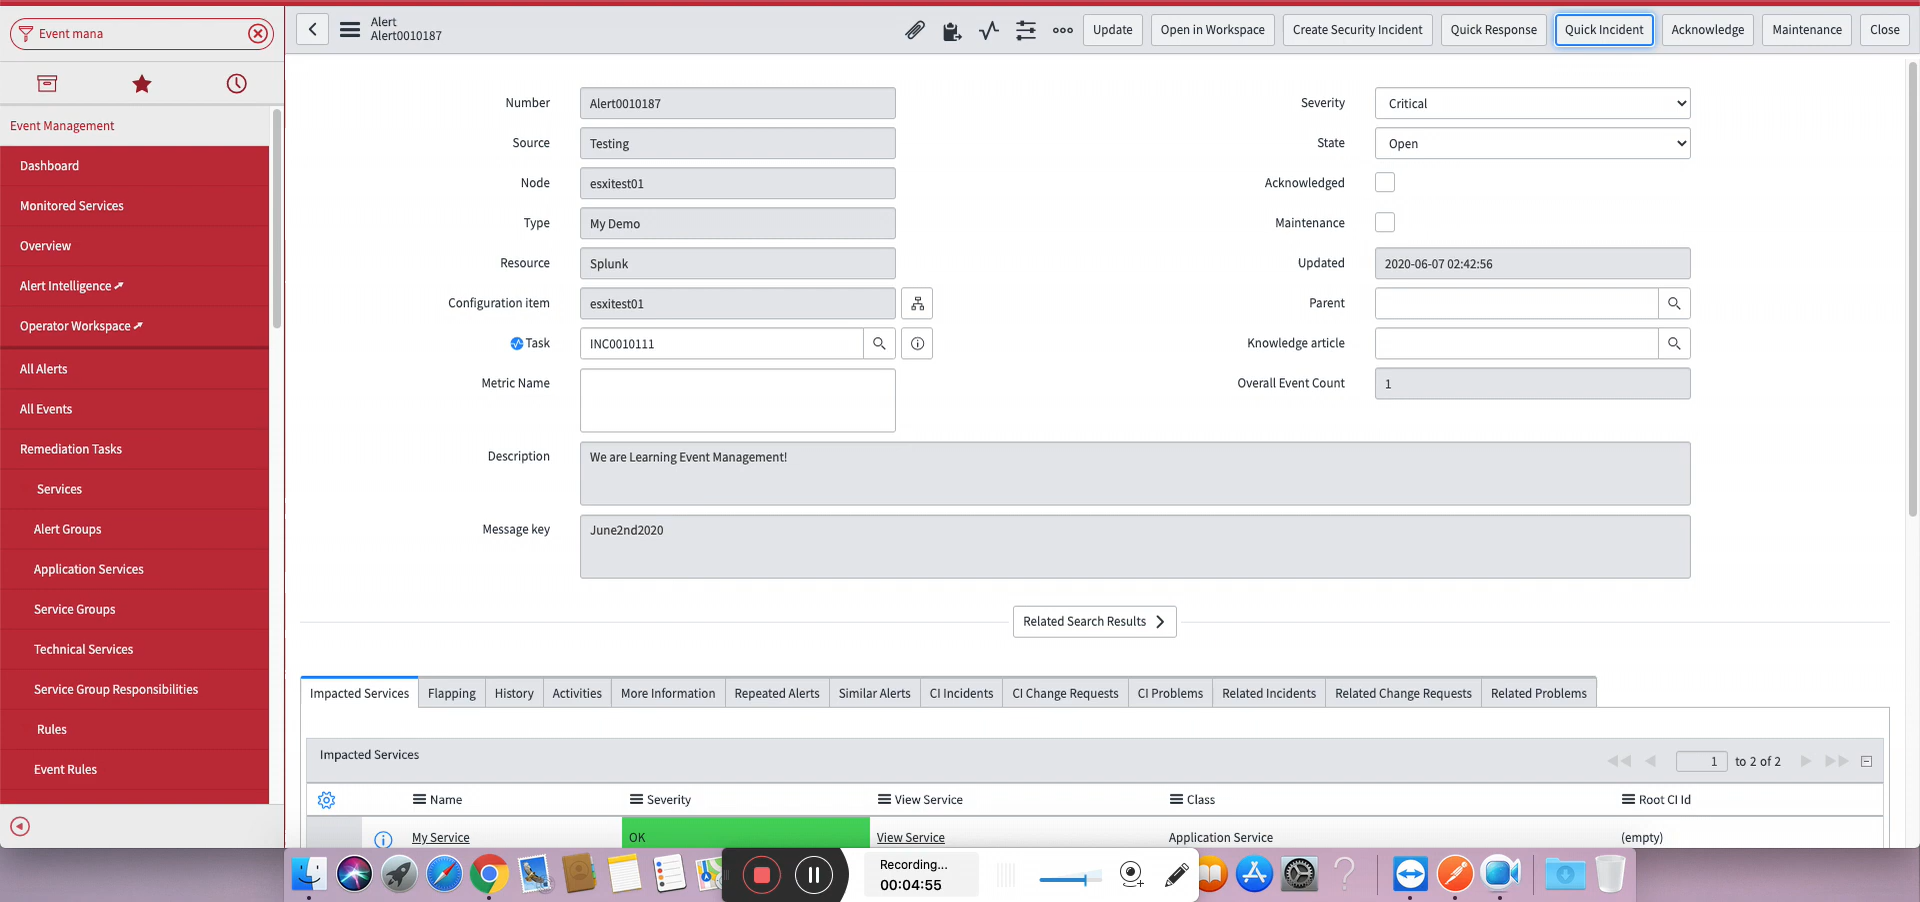 Event mana
Event Management
Dashboard
Monitored Services
Overview
Alert Intelligence
Operator Workspace
All Alerts
All Events
Remediation Tasks
Services
Alert Groups
Application Services
Service Groups
Technical Services
Service Group Responsibilities
Rules
Event Rules
Alert
Alert0010187
Update
Open in Workspace
Create Security Incident
Quick Response
Quick Incident
Acknowledge
Maintenance
Close
Number Alert0010187
Source Testing
Node esxitest01
Type My Demo
Resource Splunk
Configuration item esxitest01
Task INC0010111
Metric Name
Severity Critical
State Open
Acknowledged
Maintenance
Updated 2020-06-07 02:42:56
Parent
Knowledge article
Overall Event Count 1
Description We are Learning Event Management!
Message key June2nd2020
Related Search Results
Impacted Services Flapping History Activities More Information Repeated Alerts Similar Alerts CI Incidents CI Change Requests CI Problems Related Incidents Related Change Requests Related Problems
Impacted Services 1 to 2 of 2
Name Severity View Service Class Root CI Id
My Service OK View Service Application Service (empty)
Recording...
00:04:55